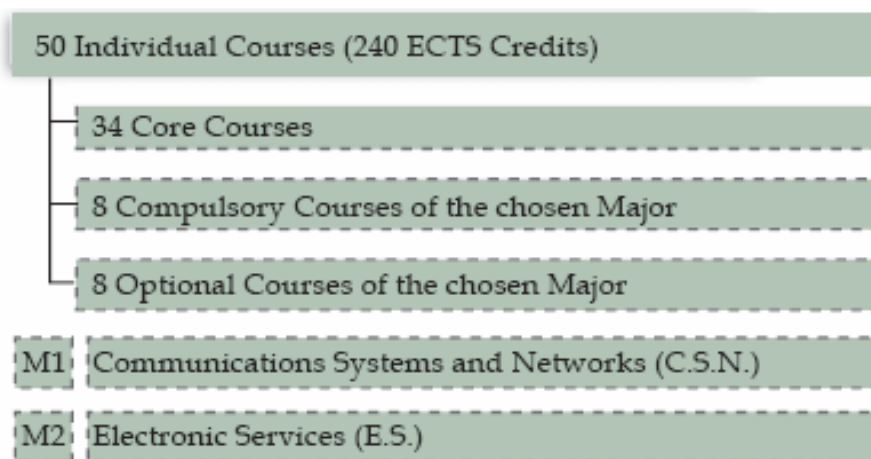 50 Individual Courses (240 ECTS Credits)
34 Core Courses
8 Compulsory Courses of the chosen Major
8 Optional Courses of the chosen Major
M1 Communications Systems and Networks (C.S.N.)
M2 Electronic Services (E.S.)